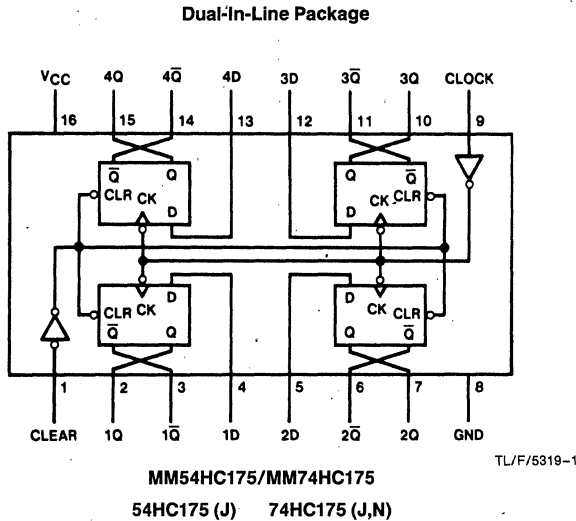 Dual-In-Line Package
VCC 4Q 4Q̅ 4D 3D 3Q̅ 3Q CLOCK
16 15 14 13 12 11 10 9
Q̅ Q Q Q̅
CLR CK CK CLR
D D
D D
CLR CK CK CLR
Q̅ Q Q Q̅
1 2 3 4 5 6 7 8
CLEAR 1Q 1Q̅ 1D 2D 2Q̅ 2Q GND
TL/F/5319-1
MM54HC175/MM74HC175
54HC175 (J) 74HC175 (J,N)